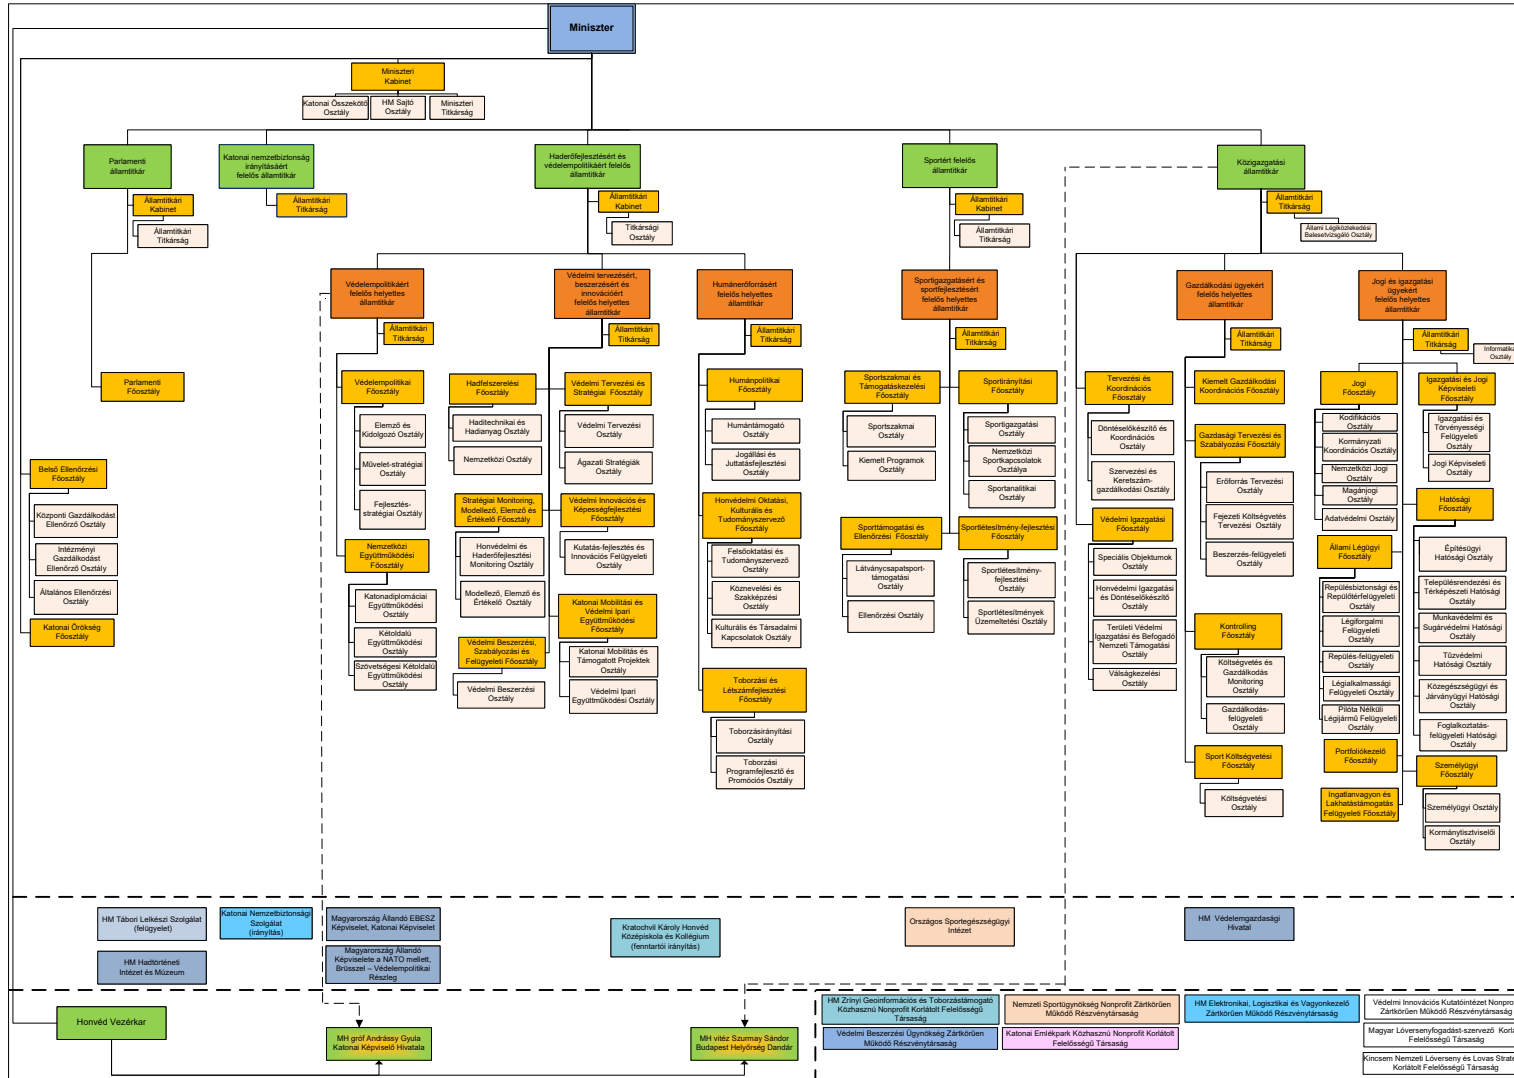 Miniszter
Miniszteri
Kabinet
Katonai Összekötő
Osztály
HM Sajtó
Osztály
Miniszteri
Titkárság
Parlamenti
államtitkár
Katonai nemzetbiztonság
irányításáért
felelős államtitkár
Haderőfejlesztésért és
védelempolitikáért felelős
államtitkár
Sportért felelős
államtitkár
Közigazgatási
államtitkár
Államtitkári
Kabinet
Államtitkári
Titkárság
Államtitkári
Titkárság
Államtitkári
Kabinet
Titkársági
Osztály
Államtitkári
Kabinet
Államtitkári
Titkárság
Államtitkári
Titkárság
Állami Légiközlekedési
Balesetvizsgáló Osztály
Védelempolitikáért
felelős helyettes
államtitkár
Védelmi tervezésért,
beszerzésért és
innovációért
felelős helyettes
államtitkár
Humánerőforrásért
felelős helyettes
államtitkár
Sportigazgatásért és
sportfejlesztésért
felelős helyettes
államtitkár
Gazdálkodási ügyekért
felelős helyettes
államtitkár
Jogi és igazgatási
ügyekért
felelős helyettes
államtitkár
Államtitkári
Titkárság
Államtitkári
Titkárság
Államtitkári
Titkárság
Államtitkári
Titkárság
Államtitkári
Titkárság
Államtitkári
Titkárság
Informatikai
Osztály
Parlamenti
Főosztály
Belső Ellenőrzési
Főosztály
Központi Gazdálkodást
Ellenőrző Osztály
Intézményi
Gazdálkodást
Ellenőrző Osztály
Általános Ellenőrzési
Osztály
Katonai Örökség
Főosztály
Védelempolitikai
Főosztály
Elemző és
Kidolgozó Osztály
Művelet-stratégiai
Osztály
Fejlesztés-
stratégiai Osztály
Nemzetközi
Együttműködési
Főosztály
Katonadiplomáciai
Együttműködési
Osztály
Kétoldalú
Együttműködési
Osztály
Szövetségesi Kétoldalú
Együttműködési
Osztály
Hadfelszerelési
Főosztály
Haditechnikai és
Hadianyag Osztály
Nemzetközi Osztály
Stratégiai Monitoring,
Modellező, Elemző és
Értékelő Főosztály
Honvédelmi és
Haderőfejlesztési
Monitoring Osztály
Modellező, Elemző és
Értékelő Osztály
Védelmi Beszerzési,
Szabályozási és
Felügyeleti Főosztály
Védelmi Beszerzési
Osztály
Védelmi Tervezési és
Stratégiai Főosztály
Védelmi Tervezési
Osztály
Ágazati Stratégiák
Osztály
Védelmi Innovációs és
Képességfejlesztési
Főosztály
Kutatás-fejlesztés és
Innovációs Felügyeleti
Osztály
Katonai Mobilitási és
Védelmi Ipari
Együttműködési
Főosztály
Katonai Mobilitás és
Támogatott Projektek
Osztály
Védelmi Ipari
Együttműködési Osztály
Humánpolitikai
Főosztály
Humántámogató
Osztály
Jogállási és
Juttatásfejlesztési
Osztály
Honvédelmi Oktatási,
Kulturális és
Tudományszervező
Főosztály
Felsőoktatási és
Tudományszervező
Osztály
Köznevelési és
Szakképzési
Osztály
Kulturális és Társadalmi
Kapcsolatok Osztály
Toborzási és
Létszámfejlesztési
Főosztály
Toborzásirányítási
Osztály
Toborzási
Programfejlesztő és
Promóciós Osztály
Sportszakmai és
Támogatáskezelési
Főosztály
Sportszakmai
Osztály
Kiemelt Programok
Osztály
Sporttámogatási és
Ellenőrzési Főosztály
Látványcsapatsport-
támogatási
Osztály
Ellenőrzési Osztály
Sportirányítási
Főosztály
Sportigazgatási
Osztály
Nemzetközi
Sportkapcsolatok
Osztálya
Sportanalitikai
Osztály
Sportlétesítmény-fejlesztési
Főosztály
Sportlétesítmény-
fejlesztési
Osztály
Sportlétesítmények
Üzemeltetési Osztály
Tervezési és
Koordinációs
Főosztály
Döntéselőkészítő és
Koordinációs
Osztály
Szervezési és
Keretszám-
gazdálkodási Osztály
Védelmi Igazgatási
Főosztály
Speciális Objektumok
Osztály
Honvédelmi Igazgatási
és Döntéselőkészítő
Osztály
Területi Védelmi
Igazgatási és Befogadó
Nemzeti Támogatási
Osztály
Válságkezelési
Osztály
Kiemelt Gazdálkodási
Koordinációs Főosztály
Gazdasági Tervezési és
Szabályozási Főosztály
Erőforrás Tervezési
Osztály
Fejezeti Költségvetés
Tervezési Osztály
Beszerzés-felügyeleti
Osztály
Kontrolling
Főosztály
Költségvetés és
Gazdálkodás
Monitoring
Osztály
Gazdálkodás-
felügyeleti
Osztály
Sport Költségvetési
Főosztály
Költségvetési
Osztály
Jogi
Főosztály
Kodifikációs
Osztály
Kormányzati
Koordinációs Osztály
Nemzetközi Jogi
Osztály
Magánjogi
Osztály
Adatvédelmi Osztály
Állami Légügyi
Főosztály
Repülésbiztonsági és
Repülőtérfelügyeleti
Osztály
Légiforgalmi
Felügyeleti
Osztály
Repülés-felügyeleti
Osztály
Légialkalmassági
Felügyeleti Osztály
Pilóta Nélküli
Légijármű Felügyeleti
Osztály
Portfoliókezelő
Főosztály
Ingatlanvagyon és
Lakhatástámogatás
Felügyeleti Főosztály
Igazgatási és Jogi
Képviseleti
Főosztály
Igazgatási és
Törvényességi
Felügyeleti
Osztály
Jogi Képviseleti
Osztály
Hatósági
Főosztály
Építésügyi
Hatósági Osztály
Településrendezési és
Térképészeti Hatósági
Osztály
Munkavédelmi és
Sugárvédelmi Hatósági
Osztály
Tűzvédelmi
Hatósági Osztály
Közegészségügyi és
Járványügyi Hatósági
Osztály
Foglalkoztatás-
felügyeleti Hatósági
Osztály
Személyügyi
Főosztály
Személyügyi Osztály
Kormánytisztviselői
Osztály
HM Tábori Lelkészi Szolgálat
(felügyelet)
Katonai Nemzetbiztonsági
Szolgálat
(irányítás)
Magyarország Állandó EBESZ
Képviselet, Katonai Képviselet
HM Hadtörténeti
Intézet és Múzeum
Magyarország Állandó
Képviselete a NATO mellett,
Brüsszel – Védelempolitikai
Részleg
Kratochvil Károly Honvéd
Középiskola és Kollégium
(fenntartói irányítás)
Országos Sportegészségügyi
Intézet
HM Védelemgazdasági
Hivatal
Honvéd Vezérkar
MH gróf Andrássy Gyula
Katonai Képviselő Hivatala
MH vitéz Szurmay Sándor
Budapest Helyőrség Dandár
HM Zrínyi Geoinformációs és Toborzástámogató
Közhasznú Nonprofit Korlátolt Felelősségű
Társaság
Nemzeti Sportügynökség Nonprofit Zártkörűen
Működő Részvénytársaság
HM Elektronikai, Logisztikai és Vagyonkezelő
Zártkörűen Működő Részvénytársaság
Védelmi Innovációs Kutatóintézet Nonpro
Zártkörűen Működő Részvénytársaság
Védelmi Beszerzési Ügynökség Zártkörűen
Működő Részvénytársaság
Katonai Emlékpark Közhasznú Nonprofit Korlátolt
Felelősségű Társaság
Magyar Lóversenyfogadást-szervező Korlá
Felelősségű Társaság
Kincsem Nemzeti Lóverseny és Lovas Straté
Korlátolt Felelősségű Társaság